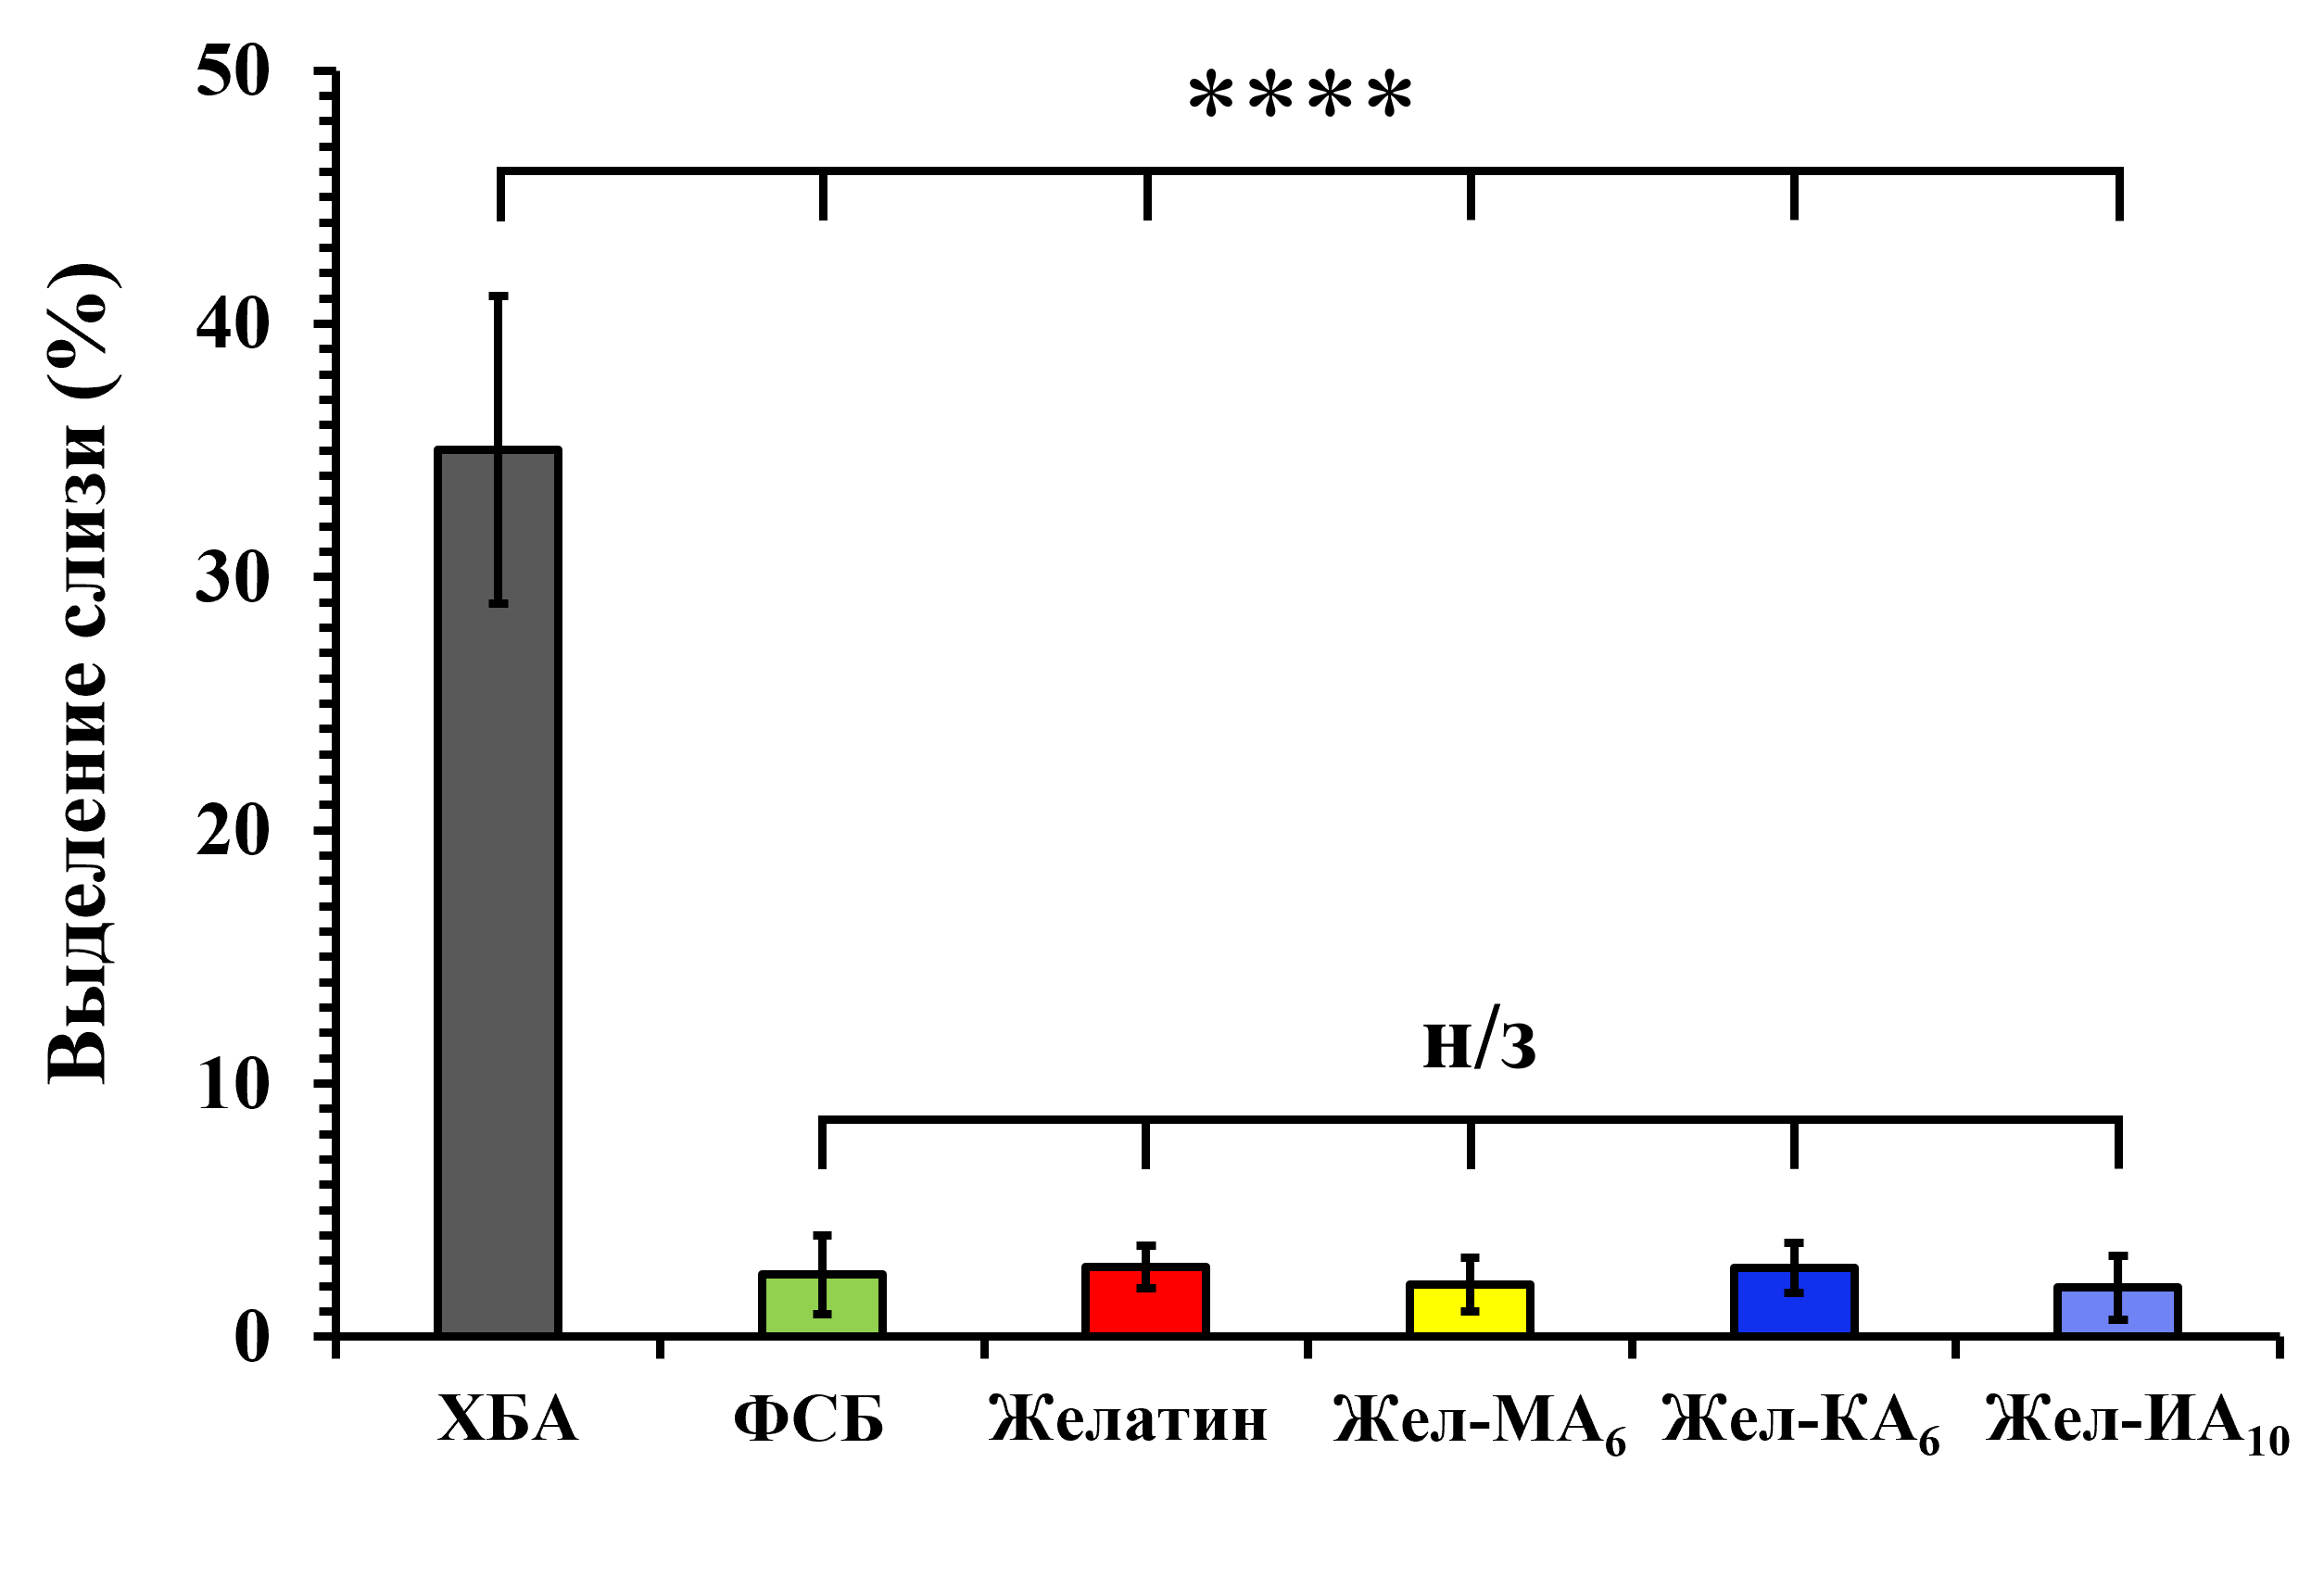 Выделение слизи (%)
50
40
30
20
10
0
****
н/з
ХБА
ФСБ
Желатин
Жел-МА₆
Жел-КА₆
Жел-ИА₁₀